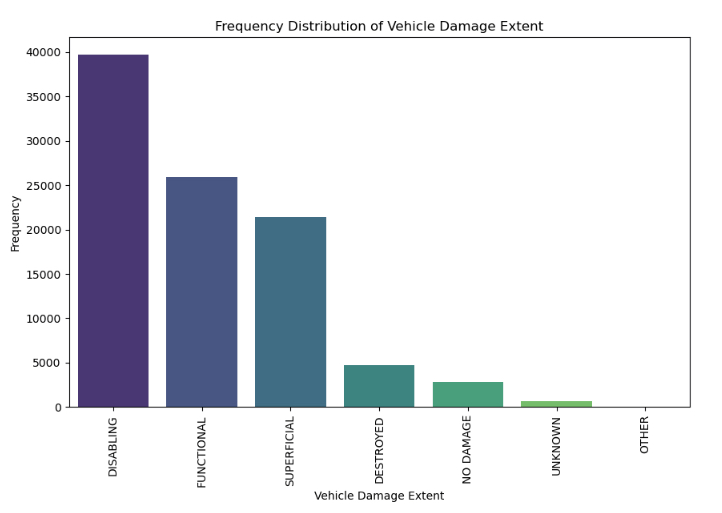 Frequency Distribution of Vehicle Damage Extent
40000
35000
30000
25000
20000
15000
10000
5000
0
Frequency
DISABLING
FUNCTIONAL
SUPERFICIAL
DESTROYED
NO DAMAGE
UNKNOWN
OTHER
Vehicle Damage Extent